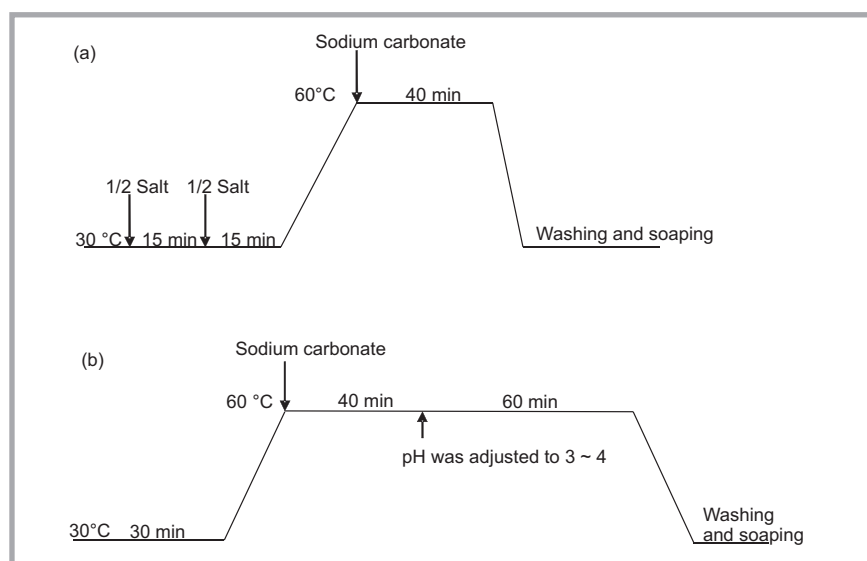 (a)
Sodium carbonate
60°C
40 min
1/2 Salt 1/2 Salt
30 °C 15 min 15 min
Washing and soaping
(b)
Sodium carbonate
60 °C 40 min 60 min
pH was adjusted to 3 ~ 4
30°C 30 min
Washing
and soaping